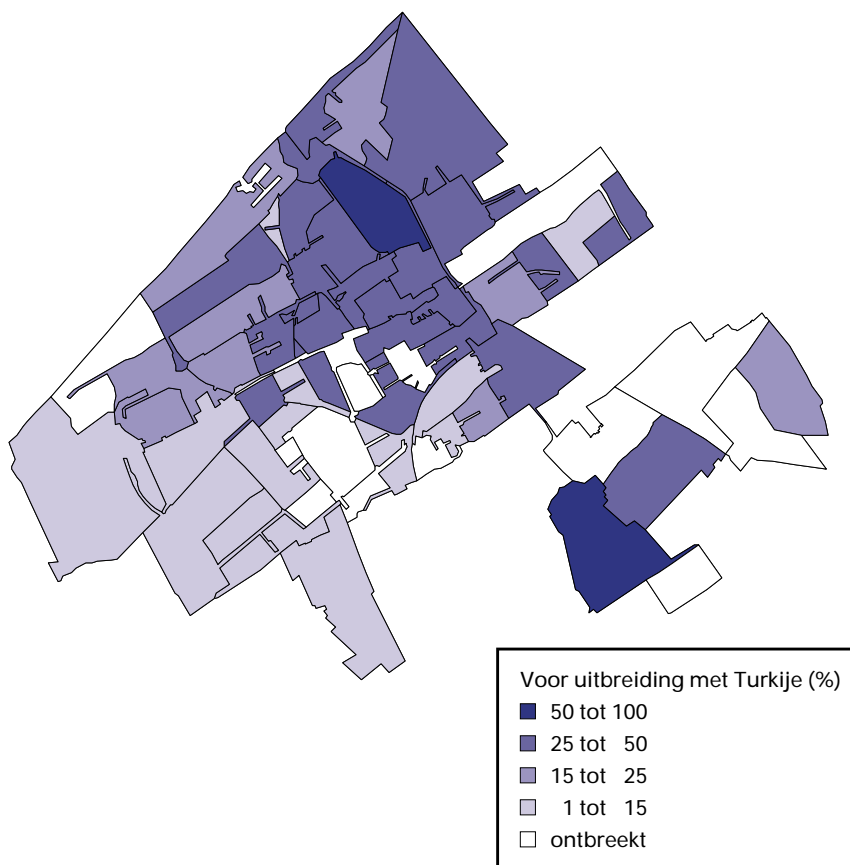 Voor uitbreiding met Turkije (%)
50 tot 100
25 tot 50
15 tot 25
1 tot 15
ontbreekt